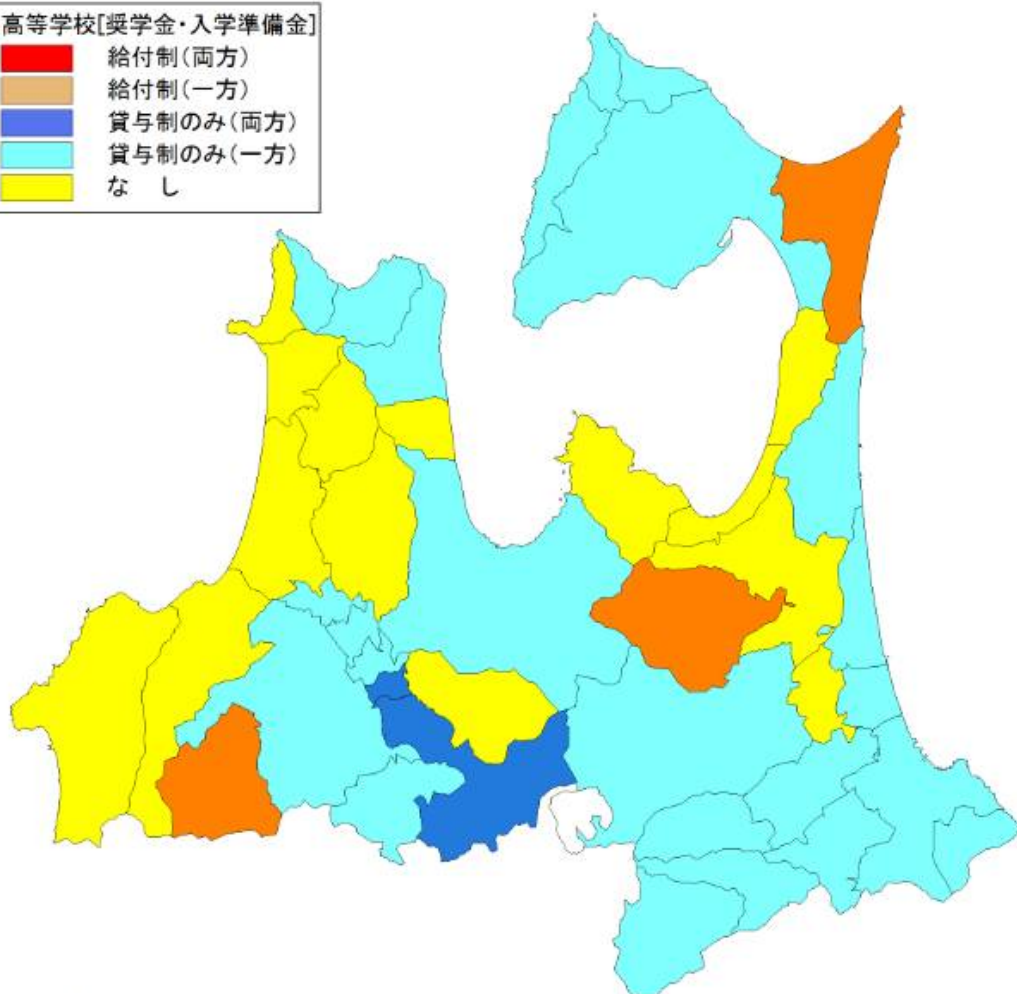 高等学校[奨学金・入学準備金]
給付制(両方)
給付制(一方)
貸与制のみ(両方)
貸与制のみ(一方)
な し